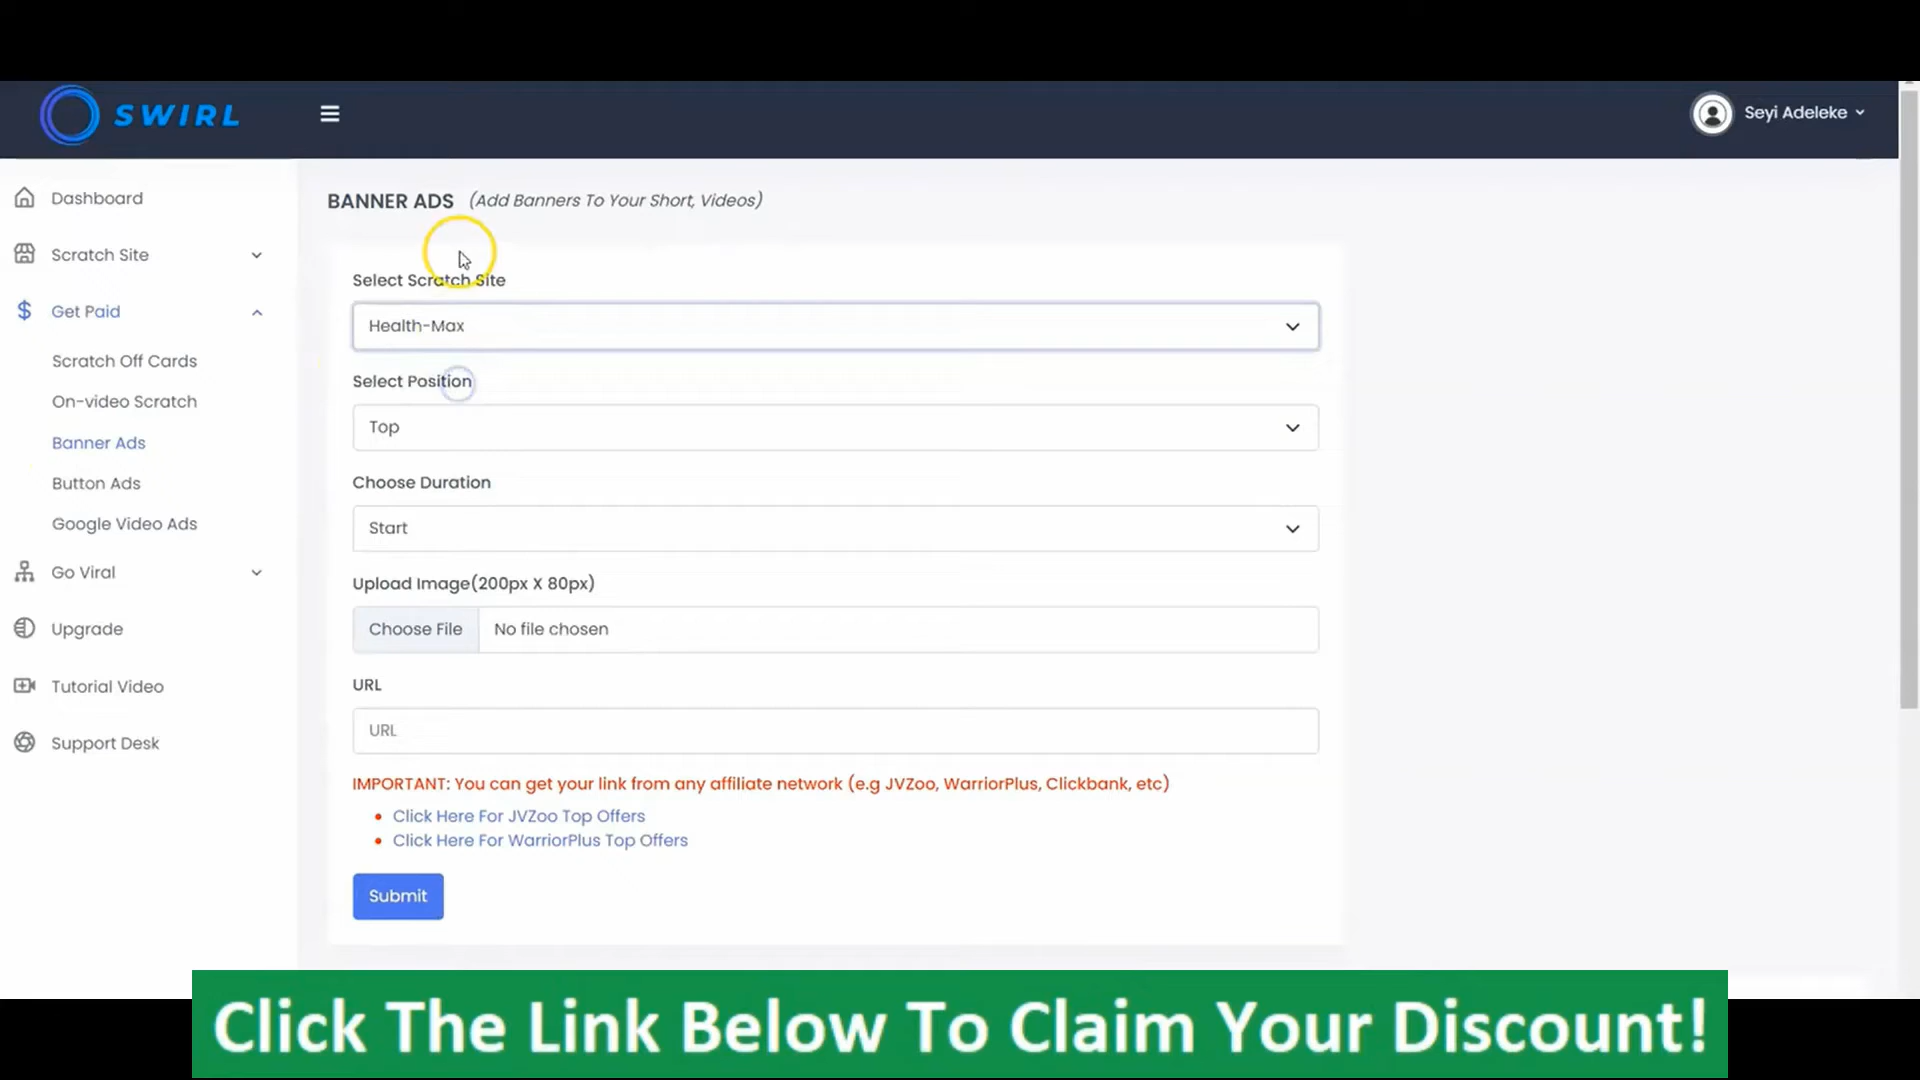 SWIRL
Seyi Adeleke
Dashboard
Scratch Site
Get Paid
Scratch Off Cards
On-video Scratch
Banner Ads
Button Ads
Google Video Ads
Go Viral
Upgrade
Tutorial Video
Support Desk
BANNER ADS (Add Banners To Your Short, Videos)
Select Scratch Site
Health-Max
Select Position
Top
Choose Duration
Start
Upload Image(200px X 80px)
Choose File No file chosen
URL
URL
IMPORTANT: You can get your link from any affiliate network (e.g JVZoo, WarriorPlus, Clickbank, etc)
Click Here For JVZoo Top Offers
Click Here For WarriorPlus Top Offers
Submit
Click The Link Below To Claim Your Discount!